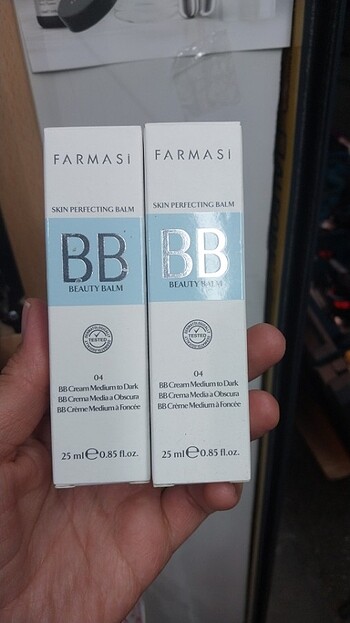 FARMASI
SKIN PERFECTING BALM
BB
BEAUTY BALM
TESTED
04
BB Cream Medium to Dark
BB Crema Media a Obscura
BB Crème Medium à Foncée
25 ml e 0.85 fl.oz.
FARMASI
SKIN PERFECTING BALM
BB
BEAUTY BALM
TESTED
04
BB Cream Medium to Dark
BB Crema Media a Obscura
BB Crème Medium à Foncée
25 ml e 0.85 fl.oz.